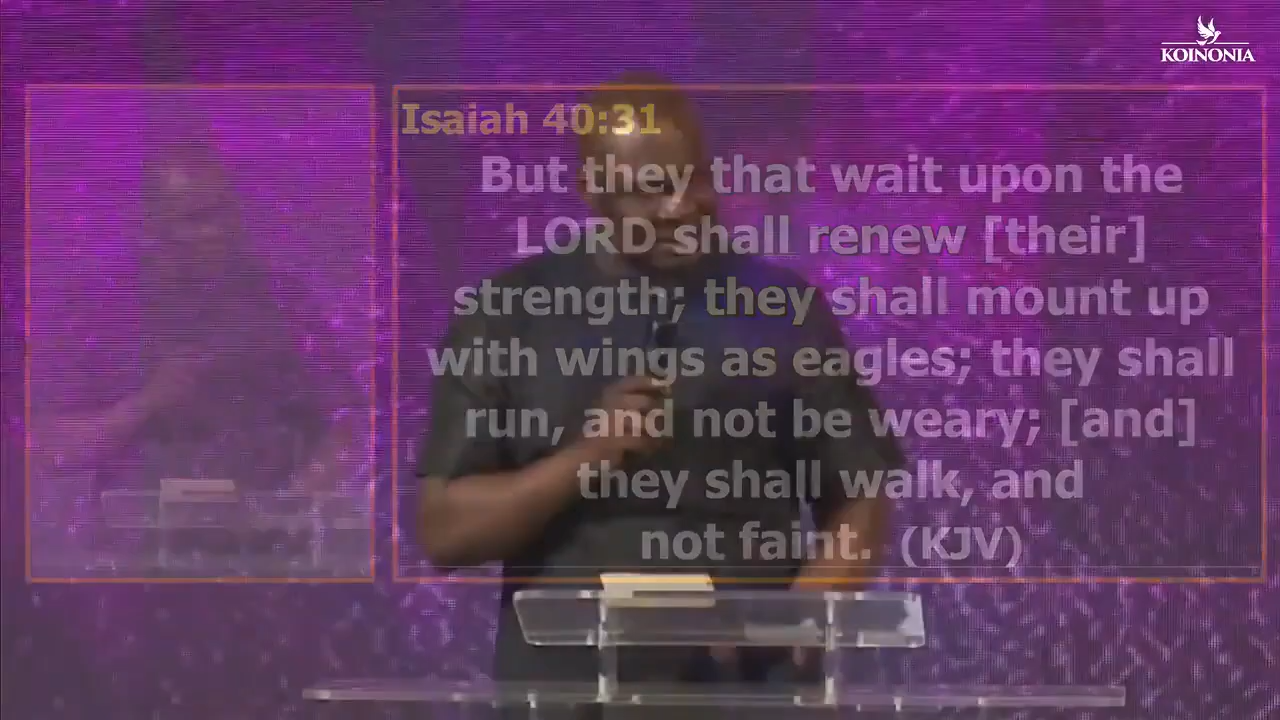 KOINONIA
Isaiah 40:31
But they that wait upon the
LORD shall renew [their]
strength; they shall mount up
with wings as eagles; they shall
run, and not be weary; [and]
they shall walk, and
not faint. (KJV)